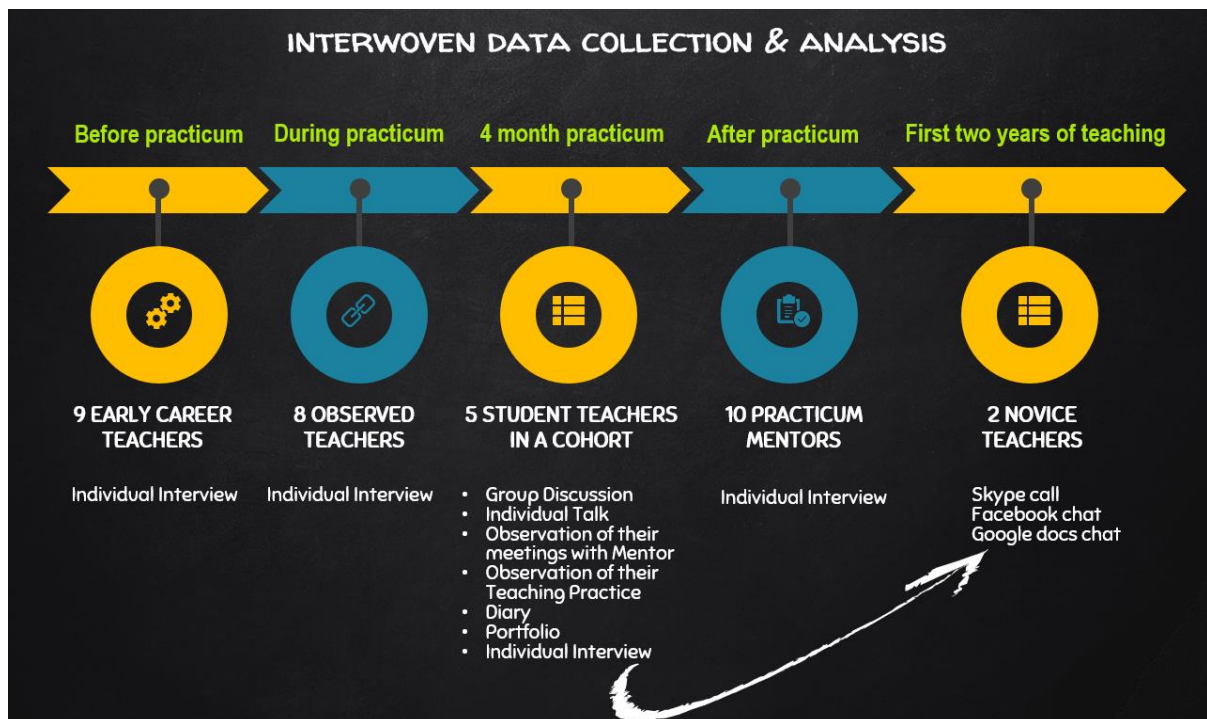 INTERWOVEN DATA COLLECTION & ANALYSIS
Before practicum
During practicum
4 month practicum
After practicum
First two years of teaching
9 EARLY CAREER
TEACHERS
Individual Interview
8 OBSERVED
TEACHERS
Individual Interview
5 STUDENT TEACHERS
IN A COHORT
• Group Discussion
• Individual Talk
• Observation of their
meetings with Mentor
• Observation of their
Teaching Practice
• Diary
• Portfolio
• Individual Interview
10 PRACTICUM
MENTORS
Individual Interview
2 NOVICE
TEACHERS
Skype call
Facebook chat
Google docs chat